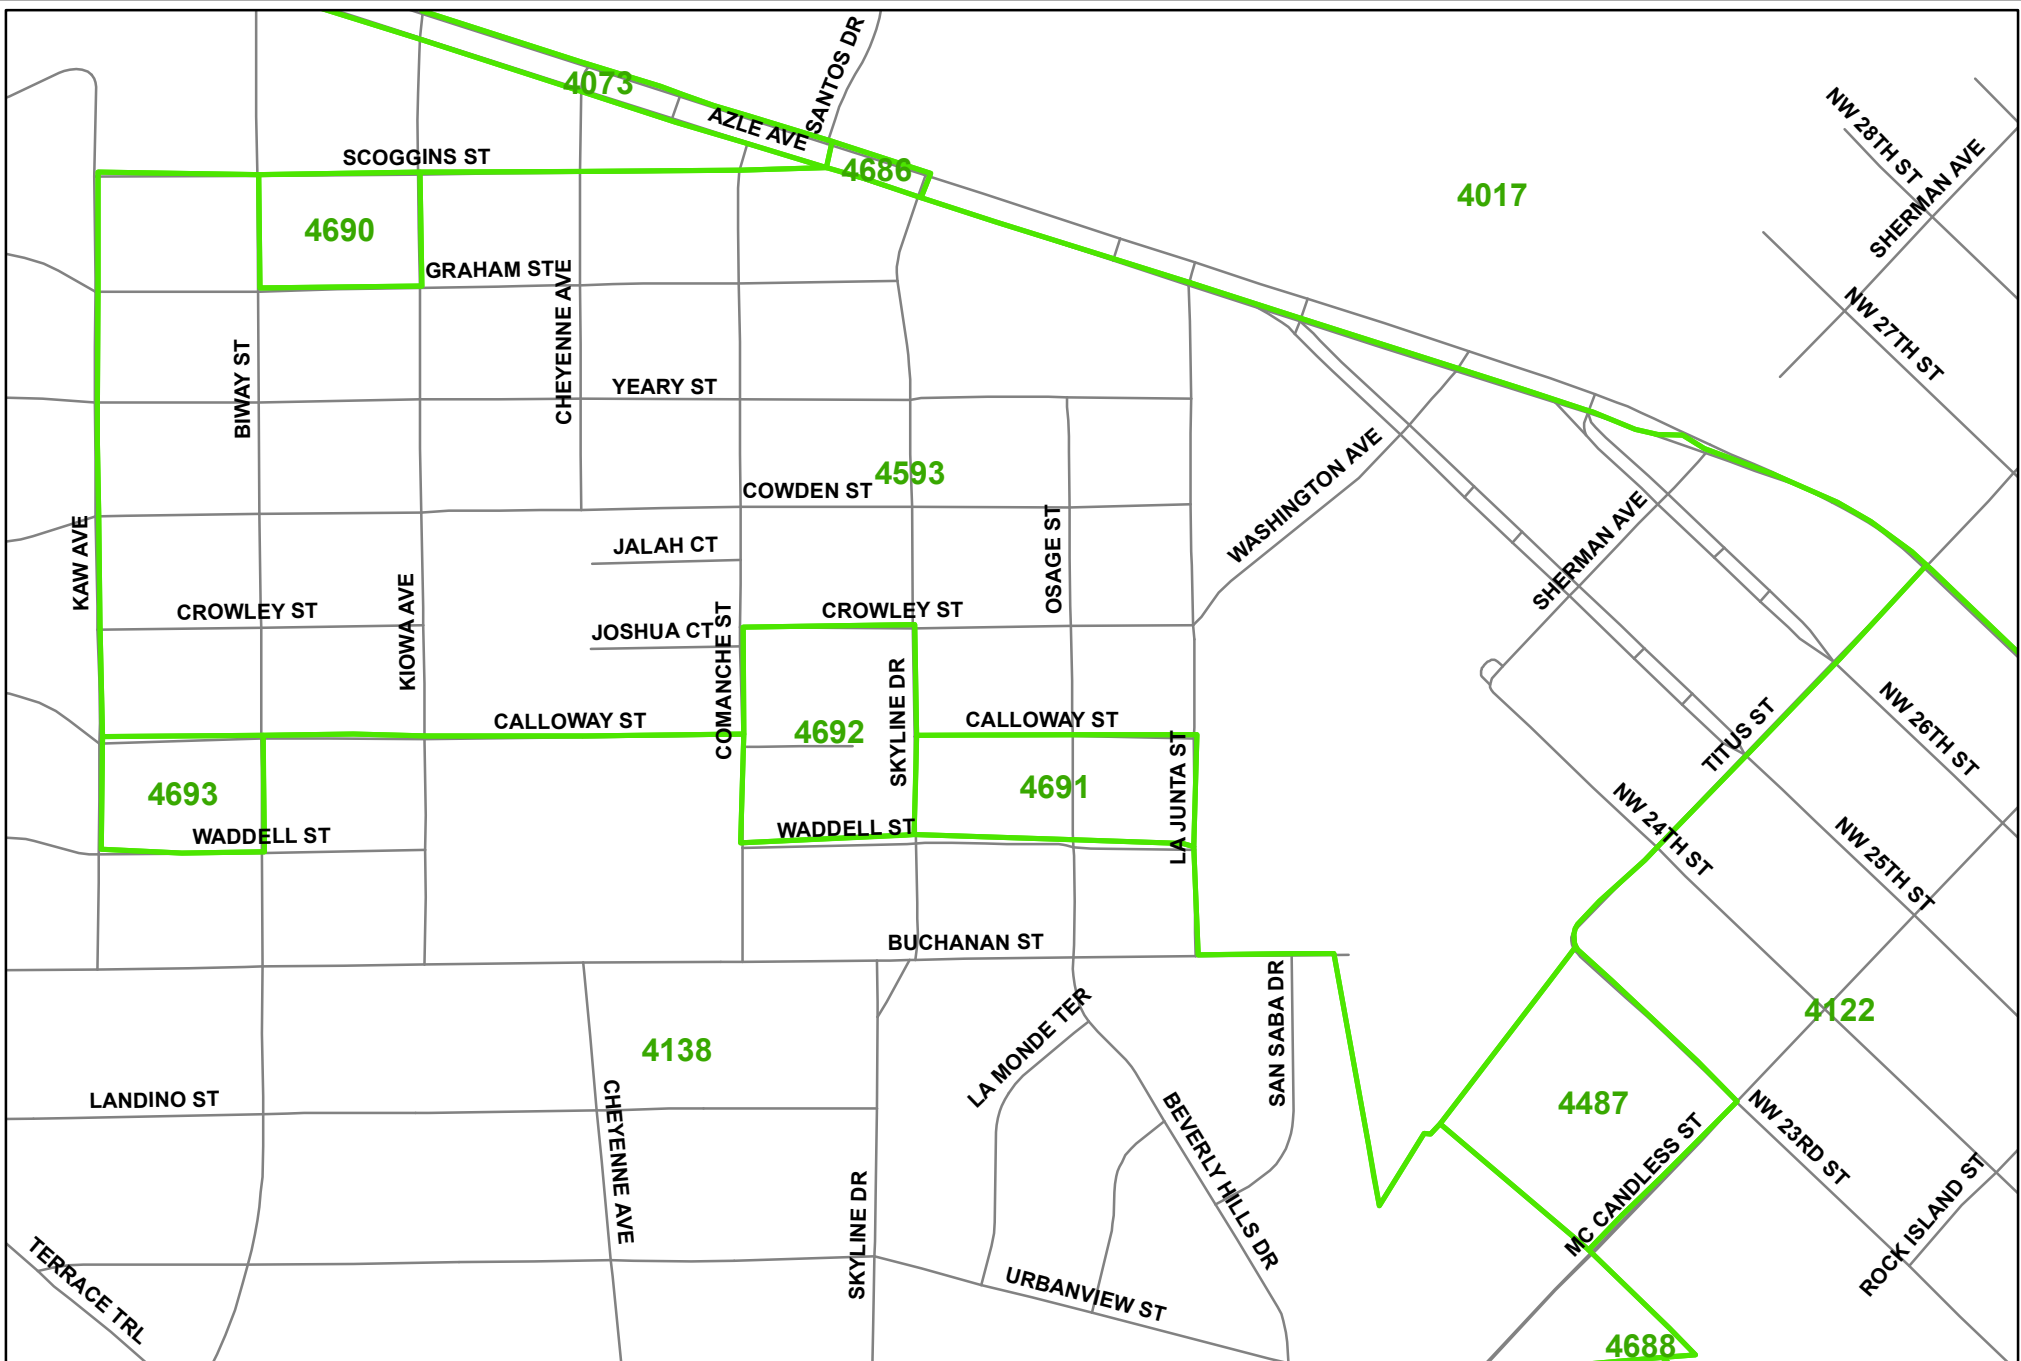 SANTOS DR
4073
NW 28TH ST
AZLE AVE
SHERMAN AVE
SCOGGINS ST
4686
4017
4690
GRAHAM ST
CHEYENNE AVE
NW 27TH ST
BIWAY ST
YEARY ST
4593
WASHINGTON AVE
COWDEN ST
SHERMAN AVE
KAW AVE
JALAH CT
OSAGE ST
KIOWA AVE
CROWLEY ST
CROWLEY ST
JOSHUA CT
COMANCHE ST
SKYLINE DR
CALLOWAY ST
CALLOWAY ST
4692
TITUS ST
NW 26TH ST
LA JUNTA ST
4693
4691
WADDELL ST
WADDELL ST
NW 24TH ST
NW 25TH ST
BUCHANAN ST
SAN SABA DR
LA MONDE TER
4122
4138
LANDINO ST
CHEYENNE AVE
4487
BEVERLY HILLS DR
MC CANDLESS ST
NW 23RD ST
SKYLINE DR
ROCK ISLAND ST
TERRACE TRL
URBANVIEW ST
4688